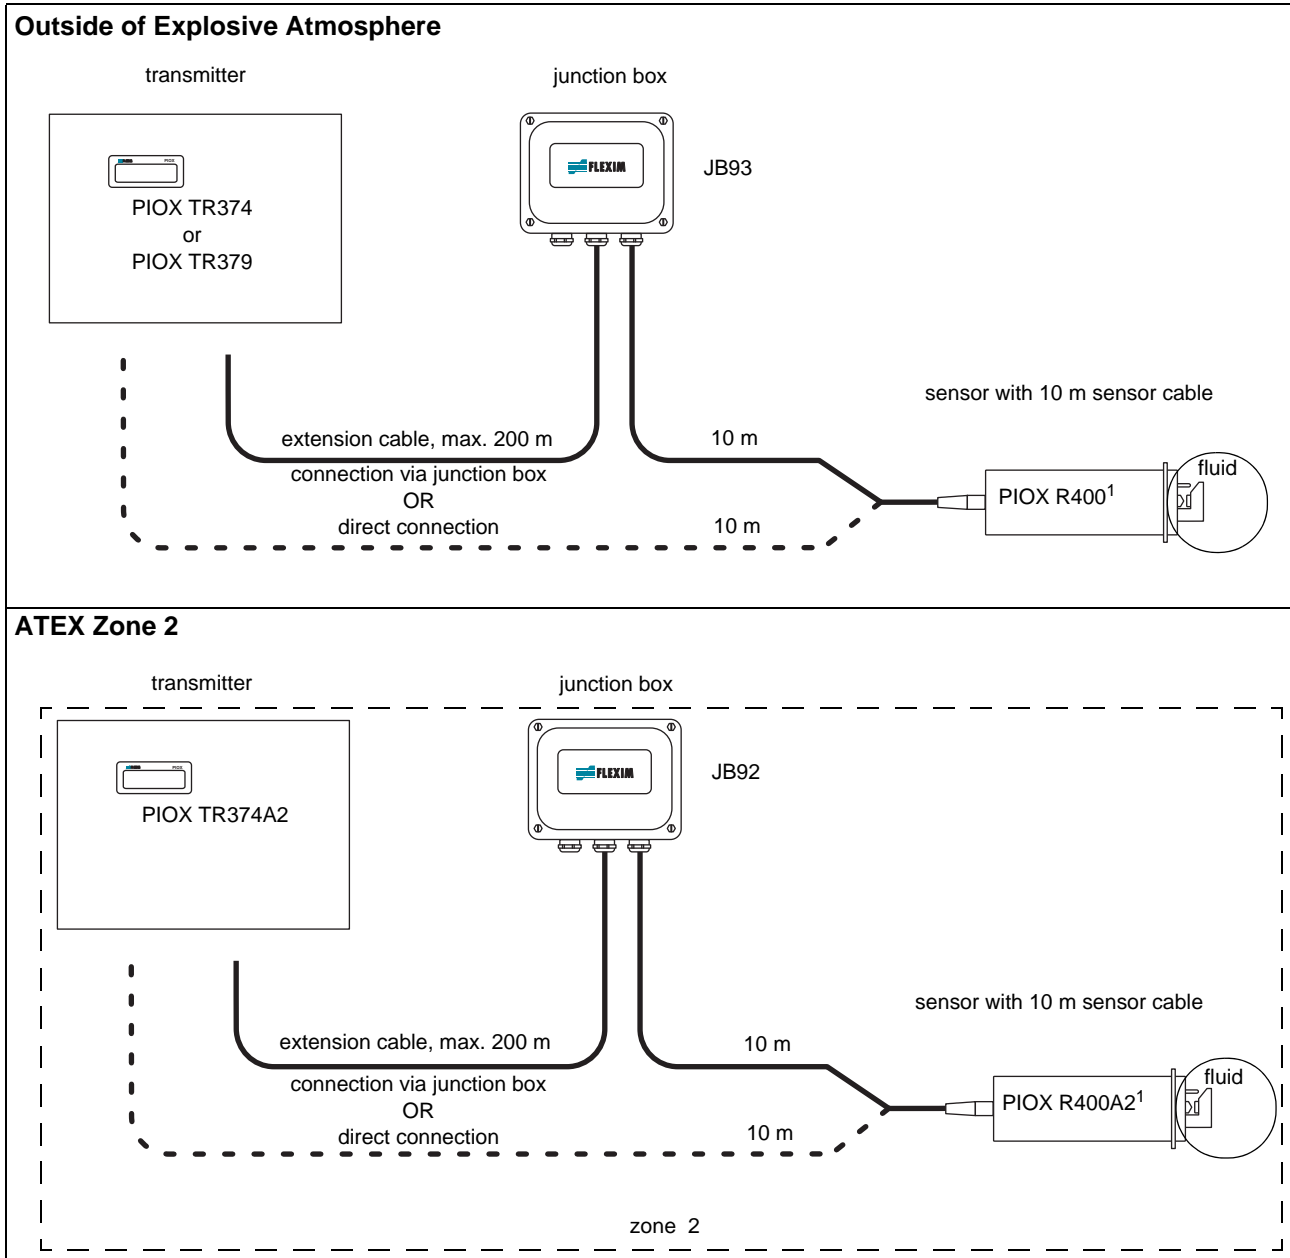 Outside of Explosive Atmosphere
transmitter
junction box
PIOX
FLEXIM
JB93
PIOX TR374
or
PIOX TR379
sensor with 10 m sensor cable
extension cable, max. 200 m
10 m
connection via junction box
OR
direct connection
10 m
fluid
PIOX R400¹
ATEX Zone 2
transmitter
junction box
PIOX
FLEXIM
JB92
PIOX TR374A2
sensor with 10 m sensor cable
extension cable, max. 200 m
10 m
connection via junction box
OR
direct connection
10 m
fluid
PIOX R400A2¹
zone 2